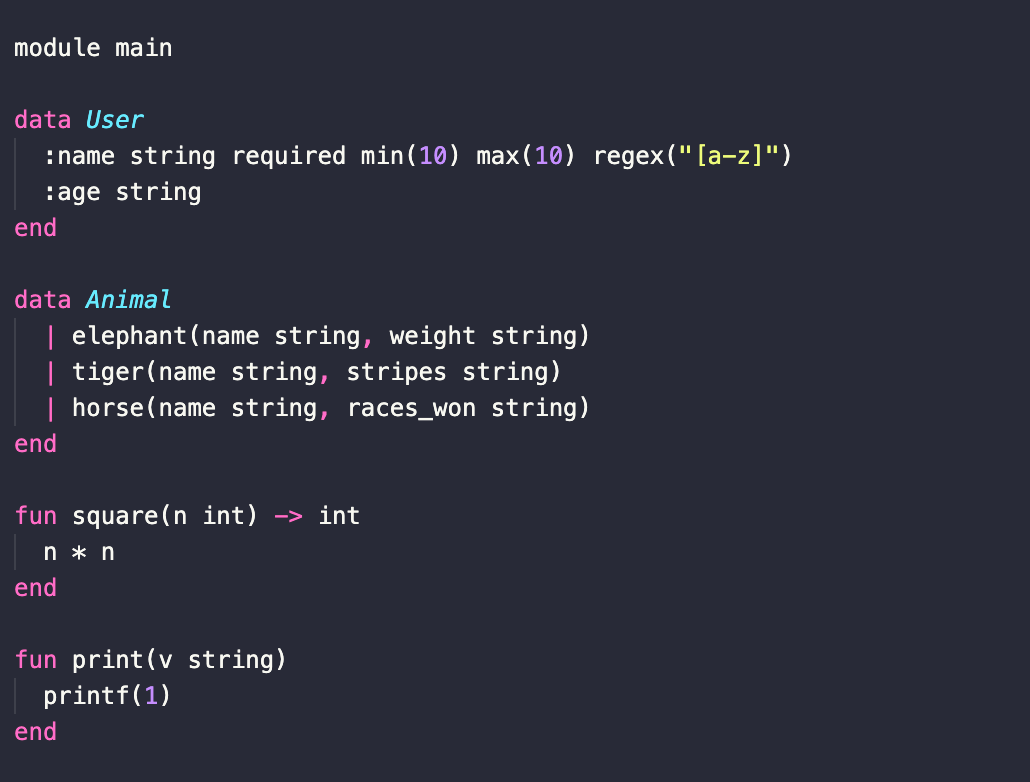 module main
data User
:name string required min(10) max(10) regex("[a-z]")
:age string
end
data Animal
| elephant(name string, weight string)
| tiger(name string, stripes string)
| horse(name string, races_won string)
end
fun square(n int) -> int
n * n
end
fun print(v string)
printf(1)
end